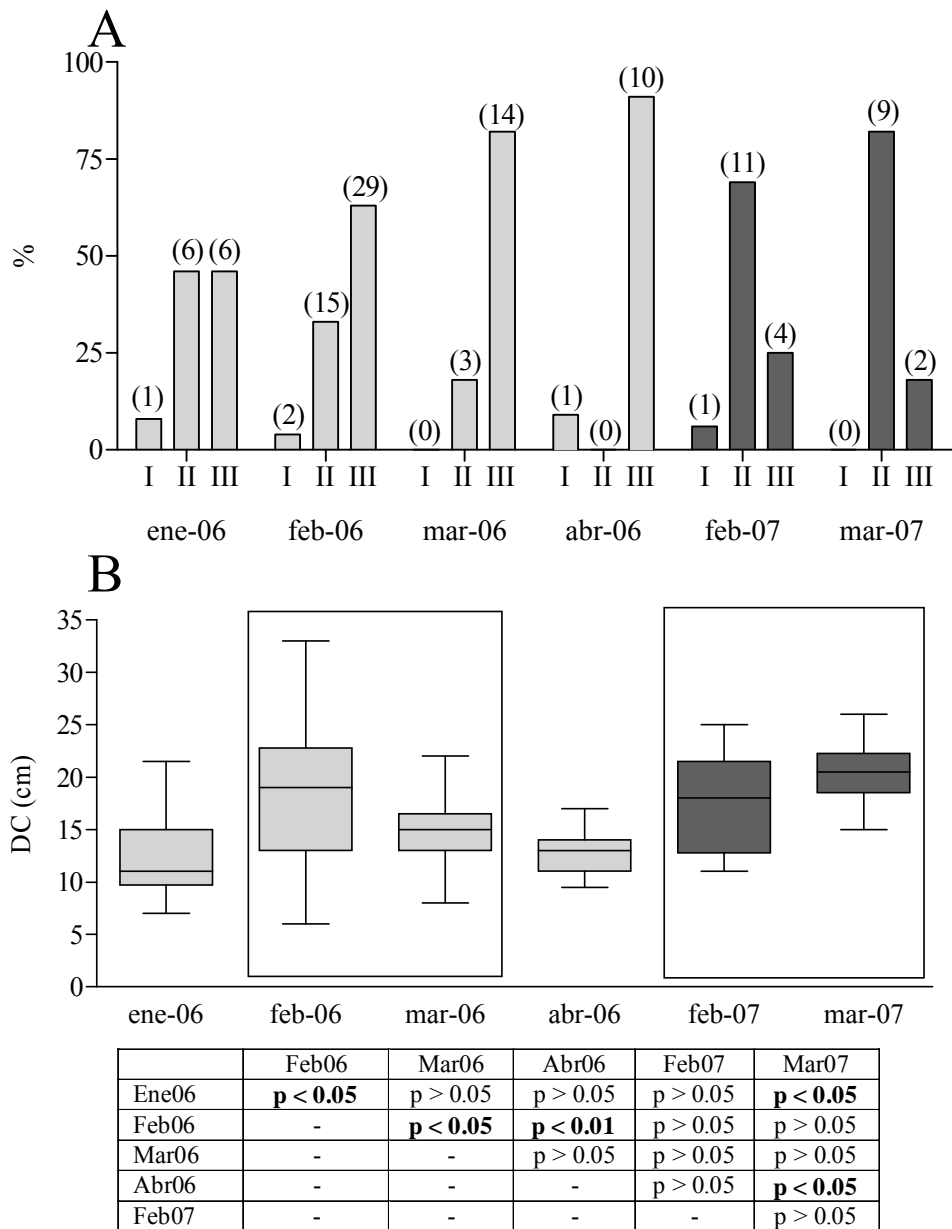 A
100
(10)
(14)
(9)
75
(11)
(29)
%
50
(6) (6)
(15)
25
(3)
(4)
(2)
(1)
(2)
(0)
(1)
(0)
(1)
(0)
0
I II III I II III I II III I II III I II III I II III
ene-06 feb-06 mar-06 abr-06 feb-07 mar-07
B
35
30
25
20
DC (cm)
15
10
5
0
ene-06 feb-06 mar-06 abr-06 feb-07 mar-07
Feb06 Mar06 Abr06 Feb07 Mar07
Ene06 p < 0.05 p > 0.05 p > 0.05 p > 0.05 p < 0.05
Feb06 - p < 0.05 p < 0.01 p > 0.05 p > 0.05
Mar06 - - p > 0.05 p > 0.05 p > 0.05
Abr06 - - - p > 0.05 p < 0.05
Feb07 - - - - p > 0.05